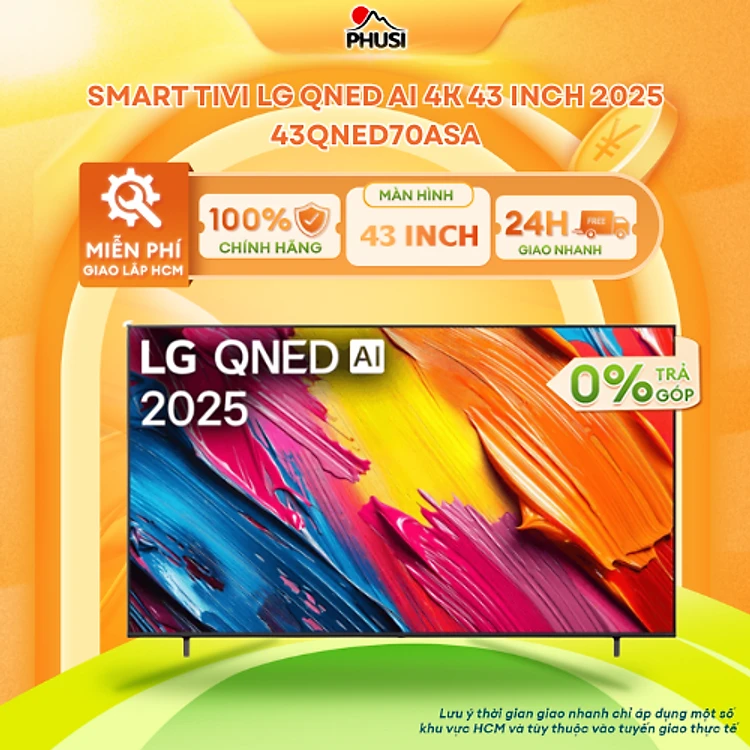 PHUSI
SMART TIVI LG QNED AI 4K 43 INCH 2025
43QNED70ASA
MIỄN PHÍ
GIAO LẮP HCM
100%
CHÍNH HÃNG
MÀN HÌNH
43 INCH
24H
FREE
GIAO NHANH
LG QNED AI
2025
0% TRẢ
GÓP
Lưu ý thời gian giao nhanh chỉ áp dụng một số
khu vực HCM và tùy thuộc vào tuyến giao thực tế